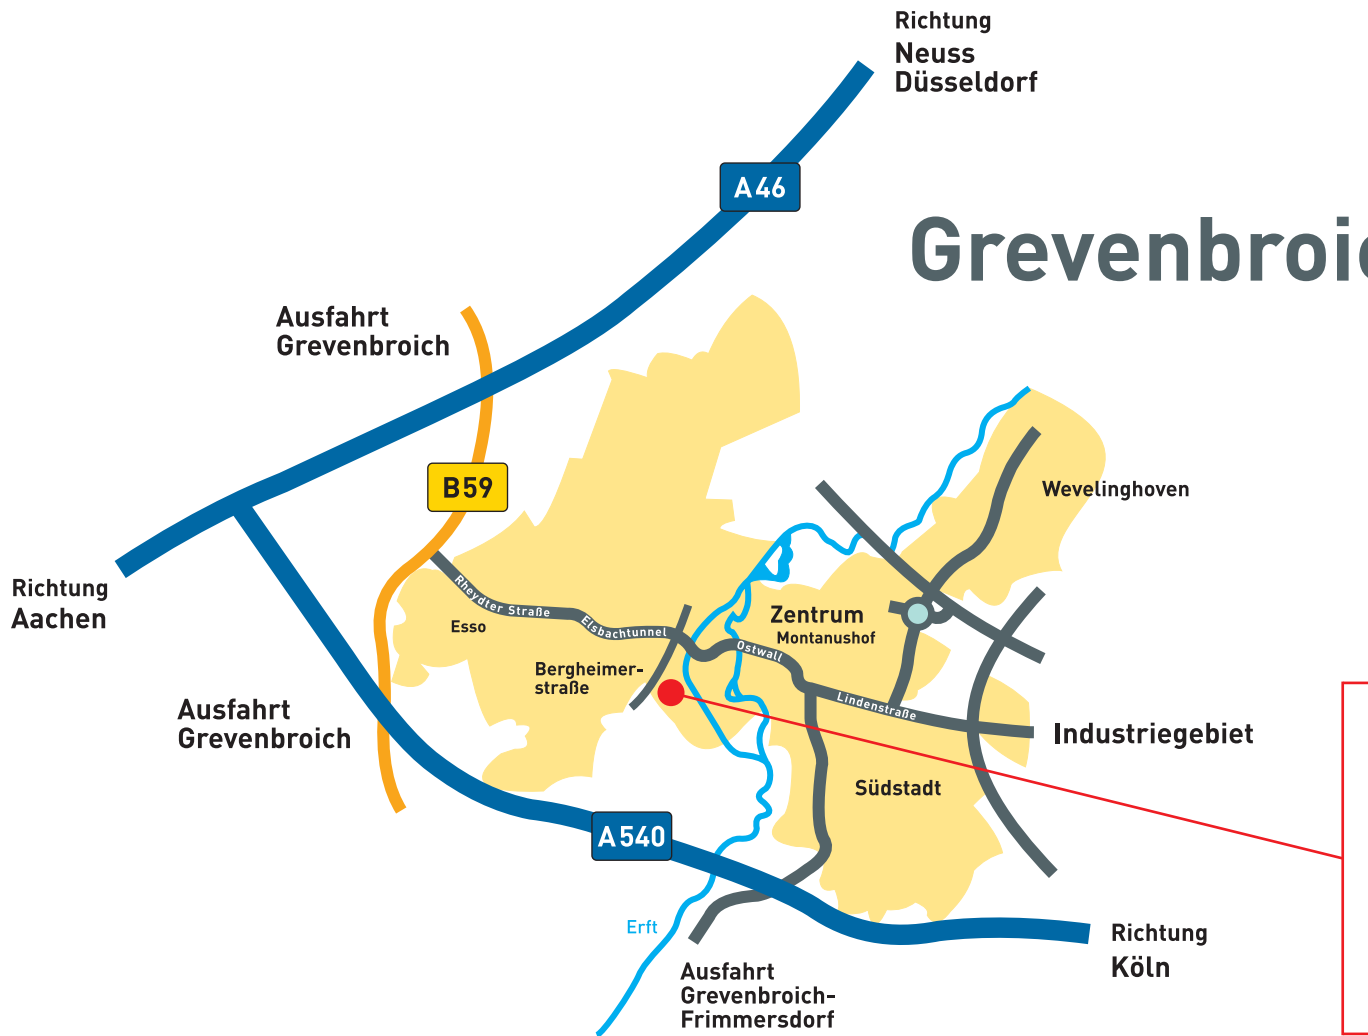 Richtung
Neuss
Düsseldorf
A46
Grevenbroic
Ausfahrt
Grevenbroich
B59
Wevelinghoven
Richtung
Aachen
Rheydter Straße
Esso
Elsbachtunnel
Zentrum
Montanushof
Ostwall
Bergheimer-
straße
Lindenstraße
Ausfahrt
Grevenbroich
Industriegebiet
Südstadt
A540
Erft
Richtung
Köln
Ausfahrt
Grevenbroich-
Frimmersdorf